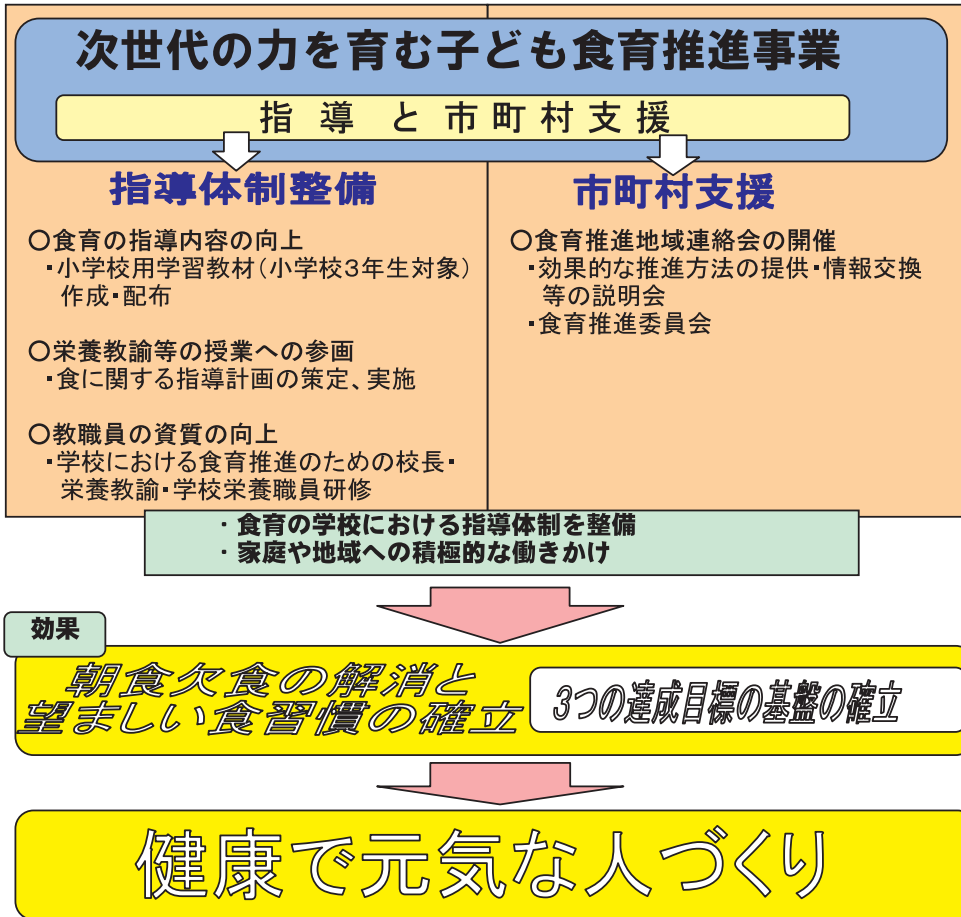 次世代の力を育む子ども食育推進事業
指導と市町村支援
指導体制整備
○食育の指導内容の向上
・小学校用学習教材(小学校3年生対象)
作成・配布
○栄養教諭等の授業への参画
・食に関する指導計画の策定、実施
○教職員の資質の向上
・学校における食育推進のための校長・
栄養教諭・学校栄養職員研修
市町村支援
○食育推進地域連絡会の開催
・効果的な推進方法の提供・情報交換
等の説明会
・食育推進委員会
・食育の学校における指導体制を整備
・家庭や地域への積極的な働きかけ
効果
朝食欠食の解消と
望ましい食習慣の確立
3つの達成目標の基盤の確立
健康で元気な人づくり